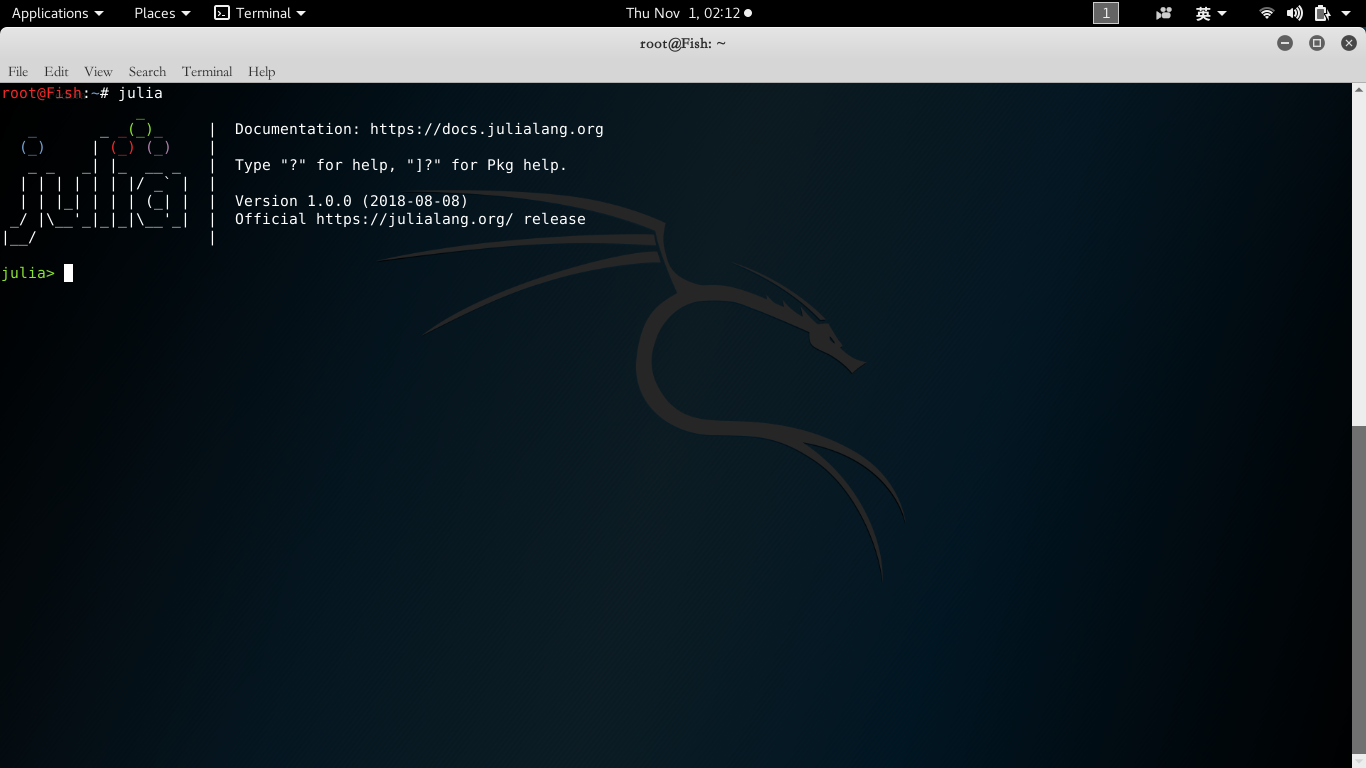 Applications Places Terminal Thu Nov 1, 02:12 1 英
root@Fish: ~
File Edit View Search Terminal Help
root@Fish:~# julia
               _
   _       _ _(_)_     |  Documentation: https://docs.julialang.org
  (_)     | (_) (_)    |
   _ _   _| |_  __ _   |  Type "?" for help, "]?" for Pkg help.
  | | | | | | |/ _` |  |
  | | |_| | | | (_| |  |  Version 1.0.0 (2018-08-08)
 _/ |\__'_|_|_|\__'_|  |  Official https://julialang.org/ release
|__/                   |
julia>